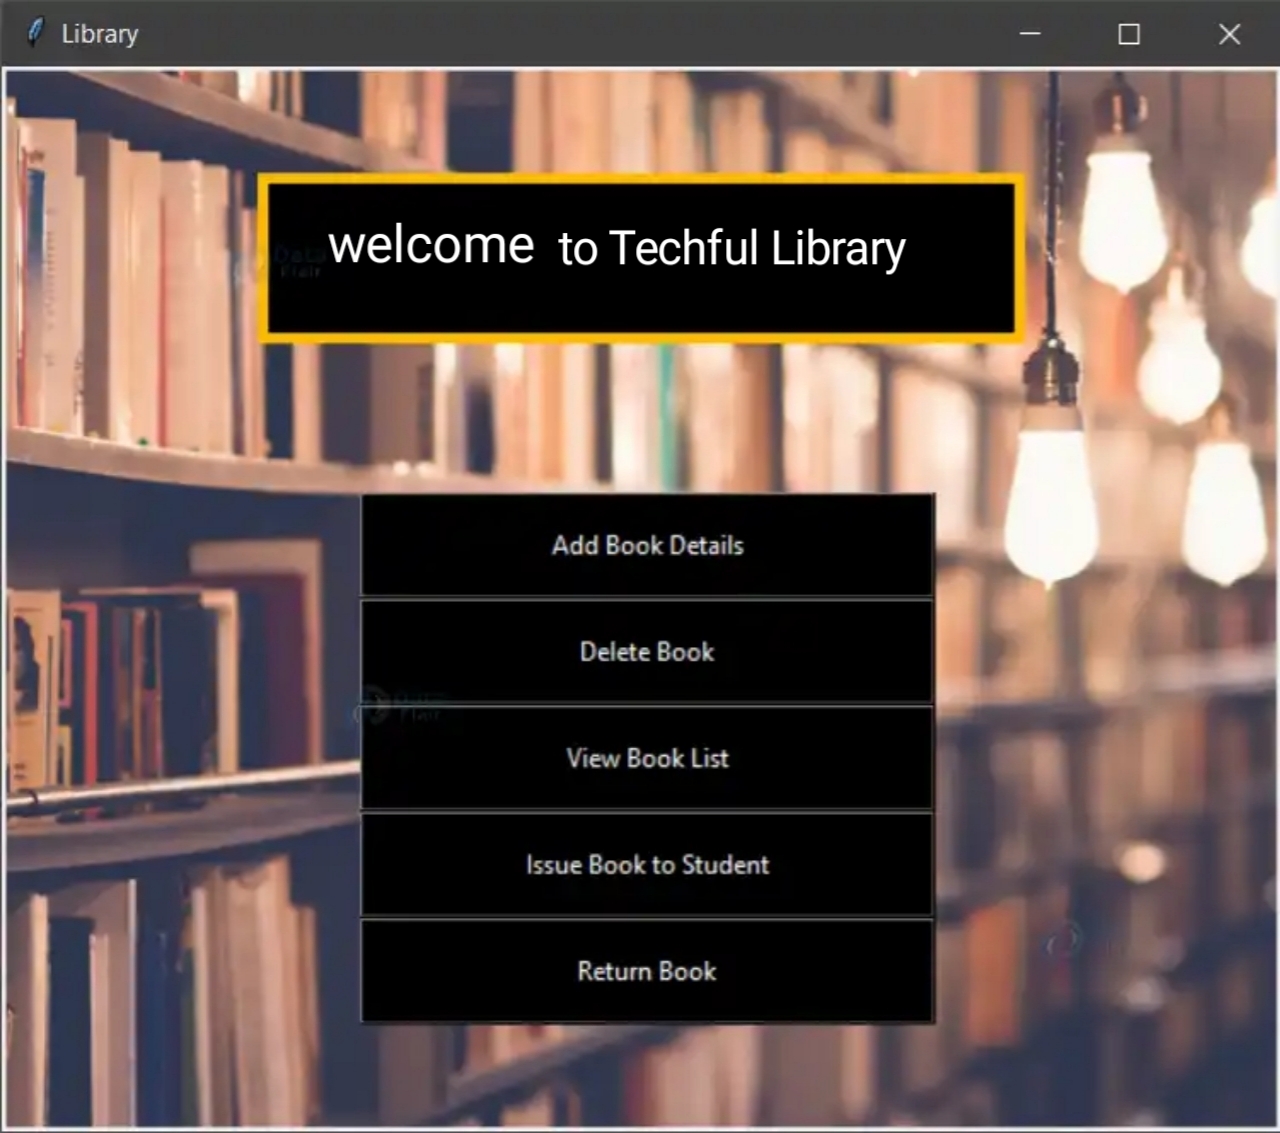 Library
welcome to Techful Library
Add Book Details
Delete Book
View Book List
Issue Book to Student
Return Book